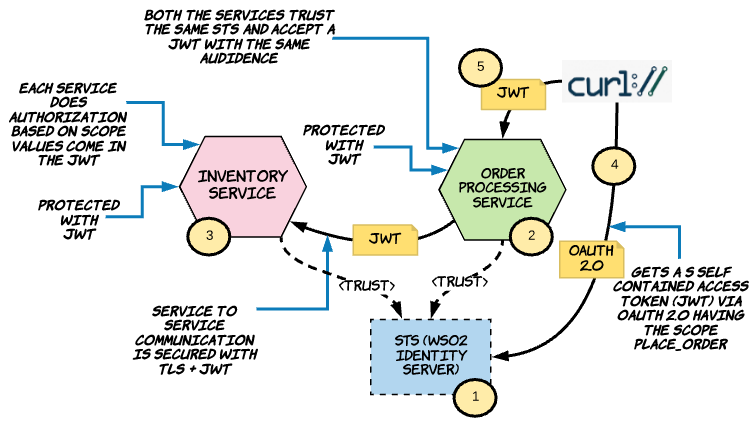 BOTH THE SERVICES TRUST
THE SAME STS AND ACCEPT A
JWT WITH THE SAME
AUDIDENCE
5
JWT
curl://
EACH SERVICE
DOES
AUTHORIZATION
BASED ON SCOPE
VALUES COME IN
THE JWT
PROTECTED
WITH
JWT
4
INVENTORY
SERVICE
ORDER
PROCESSING
SERVICE
PROTECTED
WITH
JWT
3
JWT
2
OAUTH
2.0
<TRUST>
<TRUST>
GETS A S SELF
CONTAINED ACCESS
TOKEN (JWT) VIA
OAUTH 2.0 HAVING
THE SCOPE
PLACE_ORDER
SERVICE TO
SERVICE
COMMUNICATION
IS SECURED WITH
TLS + JWT
STS (WSO2
IDENTITY
SERVER)
1